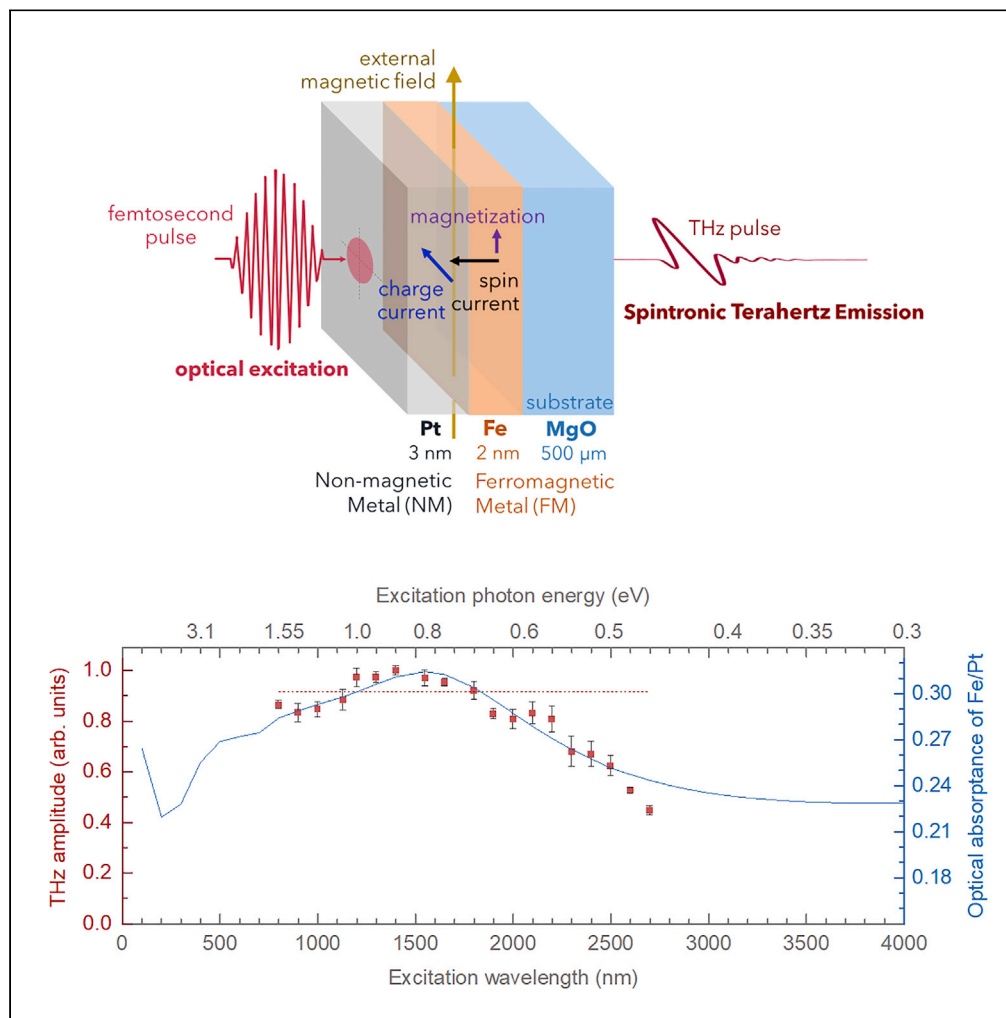 external
magnetic field
femtosecond
pulse
magnetization
THz pulse
charge
current
spin
current
Spintronic Terahertz Emission
optical excitation
substrate
Pt Fe MgO
3 nm 2 nm 500 µm
Non-magnetic
Metal (NM)
Ferromagnetic
Metal (FM)
Excitation photon energy (eV)
3.1 1.55 1.0 0.8 0.6 0.5 0.4 0.35 0.3
THz amplitude (arb. units)
1.0
0.8
0.6
0.4
0.2
0.0
0.30
0.27
0.24
0.21
0.18
Optical absorptance of Fe/Pt
0 500 1000 1500 2000 2500 3000 3500 4000
Excitation wavelength (nm)